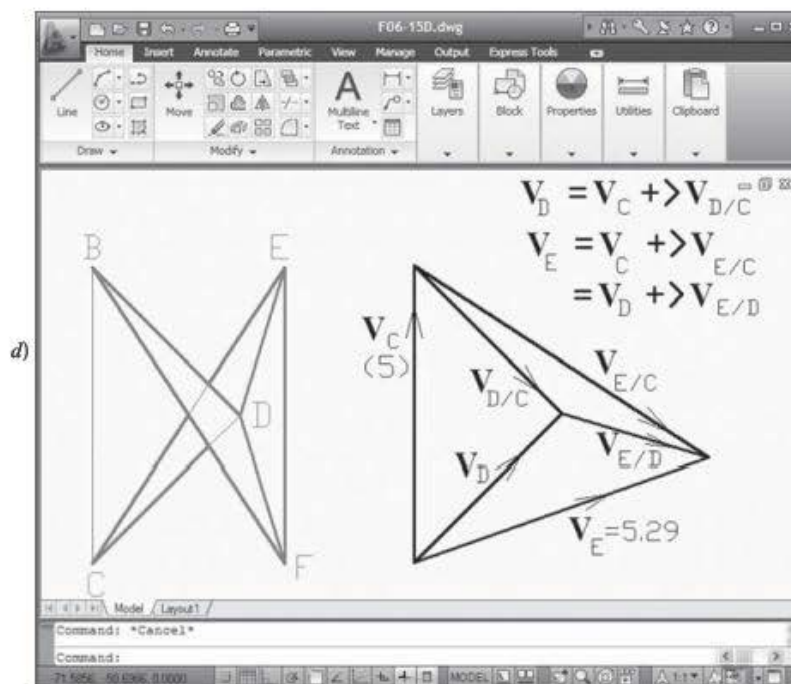 F06-15D.dwg
Home Insert Annotate Parametric View Manage Output Express Tools
Line Move Multiline Text Layers Block Properties Utilities Clipboard
Draw Modify Annotation
V_D = V_C +> V_D/C
V_E = V_C +> V_E/C
= V_D +> V_E/D
B E
d)
V_C
(5)
V_E/C
V_D/C
D
V_E/D
V_D
V_E=5.29
C F
Model Layout1
Command: *Cancel*
Command:
MODEL 1:1